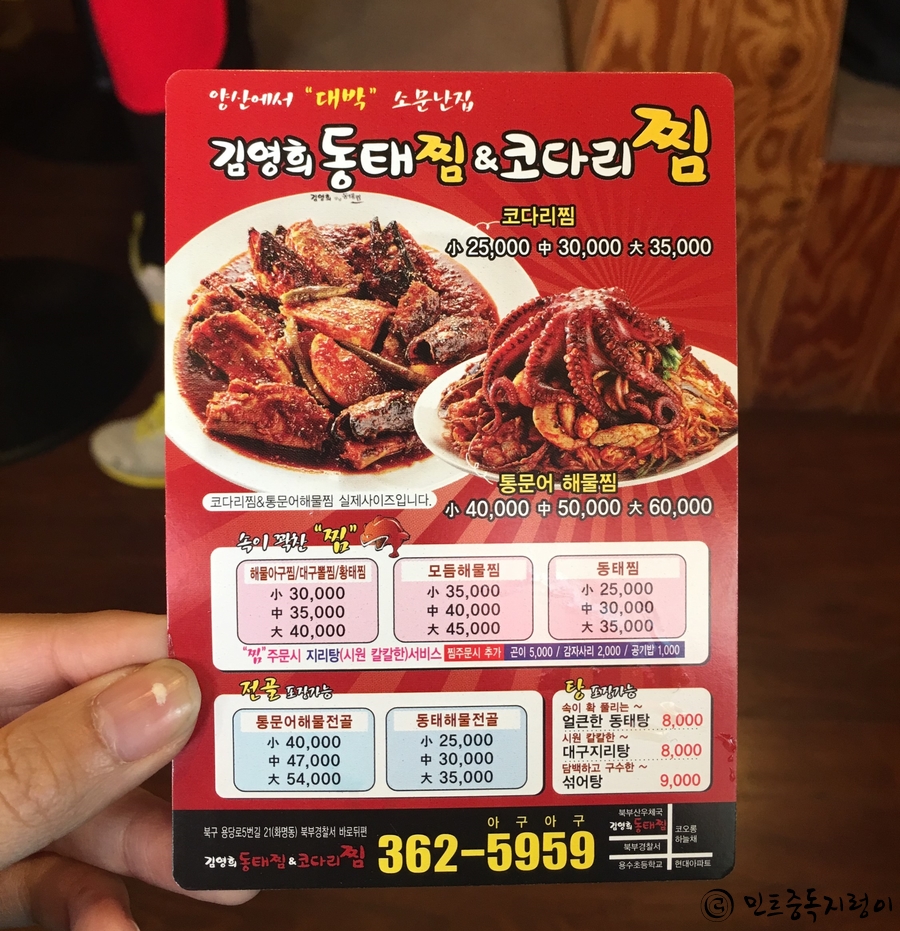 양산에서 "대박" 소문난집
김영희 동태찜 & 코다리찜
코다리찜
小 25,000 中 30,000 大 35,000
통문어 해물찜
小 40,000 中 50,000 大 60,000
코다리찜&통문어해물찜 실제사이즈입니다.
속이 꽉찬 "찜"
해물아구찜/대구뽈찜/황태찜
小 30,000
中 35,000
大 40,000
모듬해물찜
小 35,000
中 40,000
大 45,000
동태찜
小 25,000
中 30,000
大 35,000
"찜"주문시 지리탕(시원 칼칼한)서비스 찜주문시 추가 곤이 5,000 / 감자사리 2,000 / 공기밥 1,000
전골 포장가능
통문어해물전골
小 40,000
中 47,000
大 54,000
동태해물전골
小 25,000
中 30,000
大 35,000
탕 포장가능
속이 확 풀리는 ~
얼큰한 동태탕 8,000
시원 칼칼한 ~
대구지리탕 8,000
담백하고 구수한 ~
섞어탕 9,000
북구 용당로5번길 21(화명동) 북부경찰서 바로뒤편
김영희 동태찜 & 코다리찜
아구아구
362-5959
북부산우체국
김영희 동태찜
코오롱
하늘채
북부경찰서
용수초등학교
현대아파트
민트중독지렁이